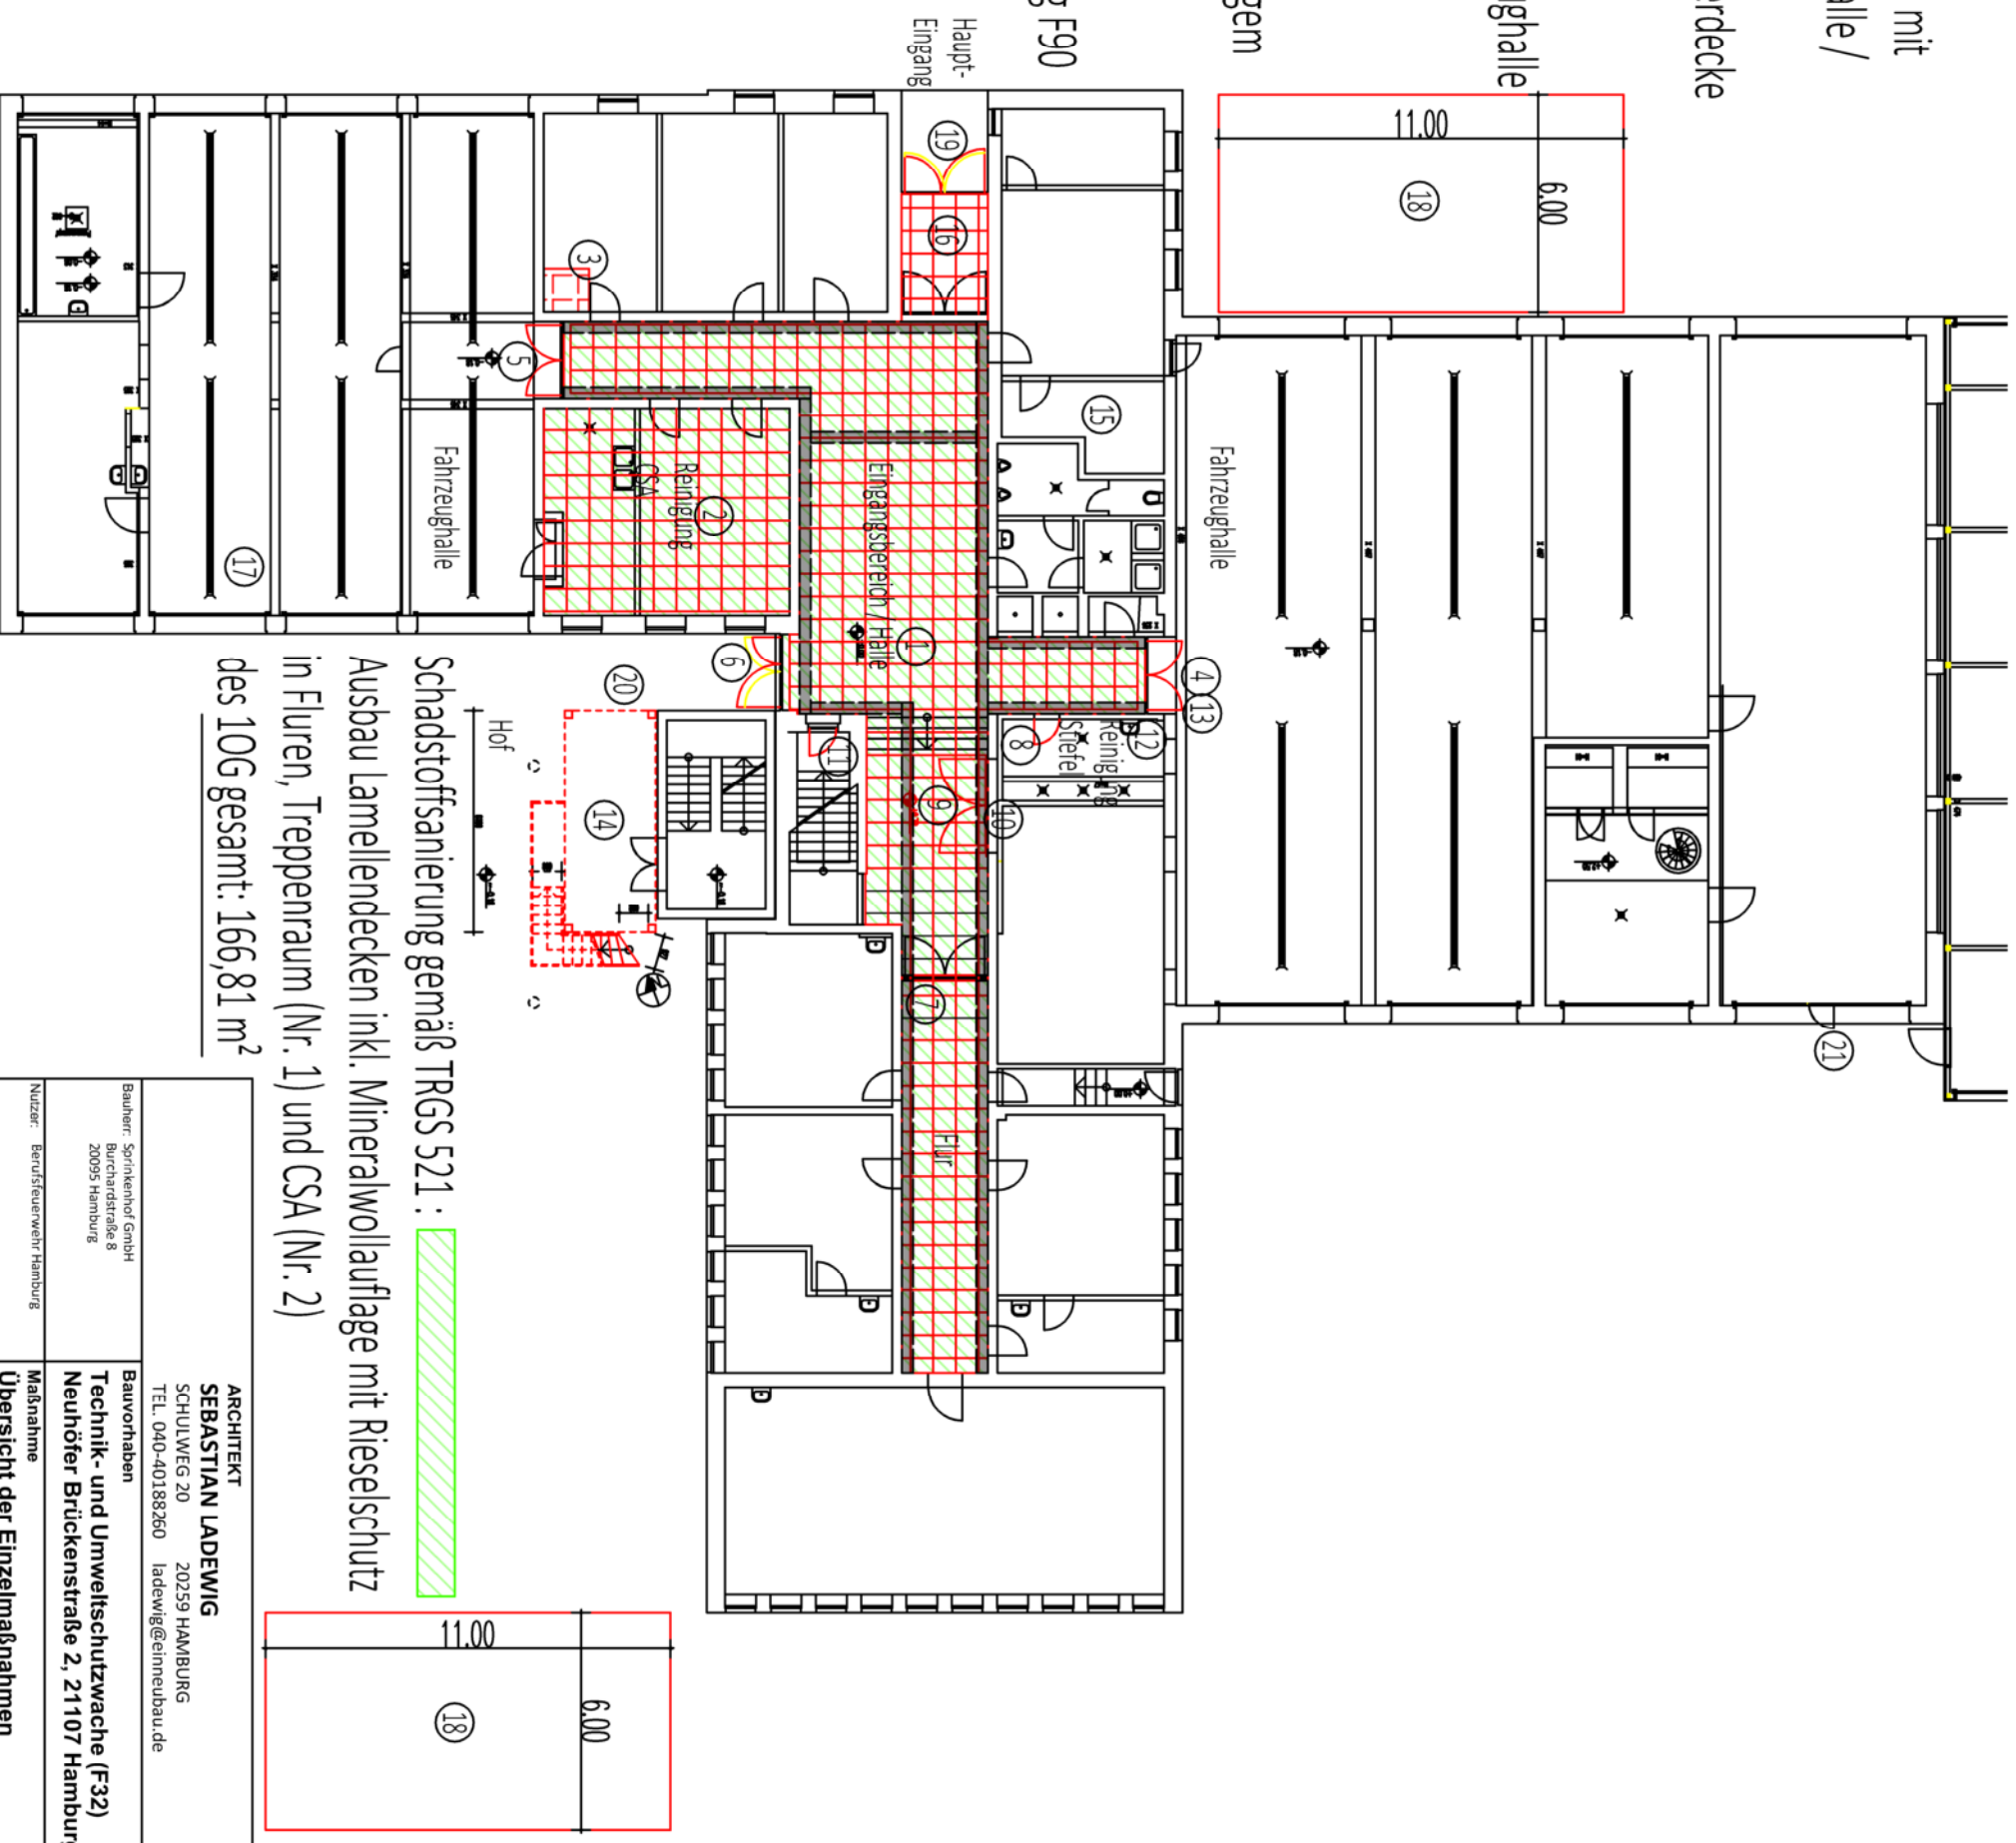 mit
alle /
erdecke
ughalle
gem
g F90
Haupt-
Eingang
11.00
6.00
18
19
16
3
5
15
Fahrzeughalle
Fahrzeughalle
Eingangsbereich / Halle
Reinigung
CSA
2
17
1
6
4
13
20
Hof
14
11
8
12
Reinigung
Stiefel
9
10
7
21
Flur
Schadstoffsanierung gemäß TRGS 521 :
Ausbau Lamellendecken inkl. Mineralwollauflage mit Rieselschutz
in Fluren, Treppenraum (Nr. 1) und CSA (Nr. 2)
des 1OG gesamt: 166,81 m²
11.00
6.00
18
ARCHITEKT
SEBASTIAN LADEWIG
SCHULWEG 20 20259 HAMBURG
TEL. 040-40188260 ladewig@einneubau.de
Bauherr: Sprinkenhof GmbH
Burchardstraße 8
20095 Hamburg
Bauvorhaben
Technik- und Umweltschutzwache (F32)
Neuhöfer Brückenstraße 2, 21107 Hamburg
Nutzer: Berufsfeuerwehr Hamburg
Maßnahme
Übersicht der Einzelmaßnahmen